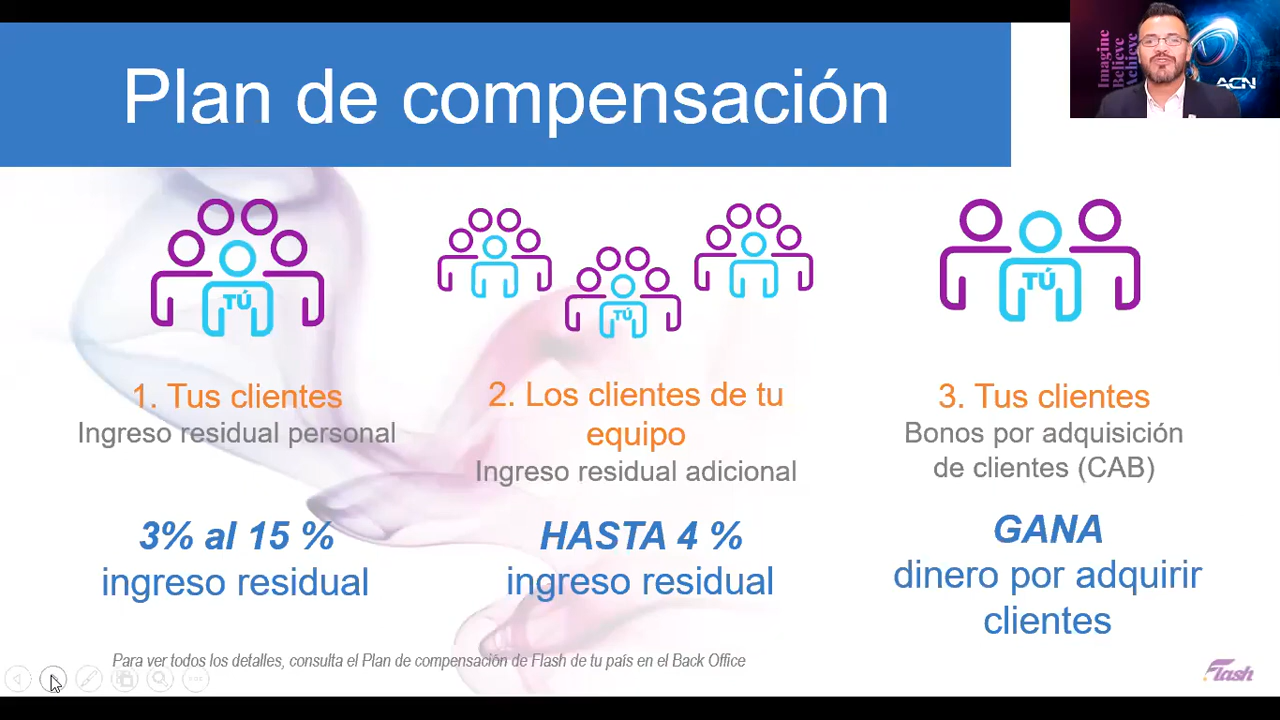 Plan de compensación
Imagine
Believe
Achieve
ACN
TÚ
TÚ
TÚ
1. Tus clientes
Ingreso residual personal
3% al 15 %
ingreso residual
2. Los clientes de tu
equipo
Ingreso residual adicional
HASTA 4 %
ingreso residual
3. Tus clientes
Bonos por adquisición
de clientes (CAB)
GANA
dinero por adquirir
clientes
Para ver todos los detalles, consulta el Plan de compensación de Flash de tu país en el Back Office
Flash